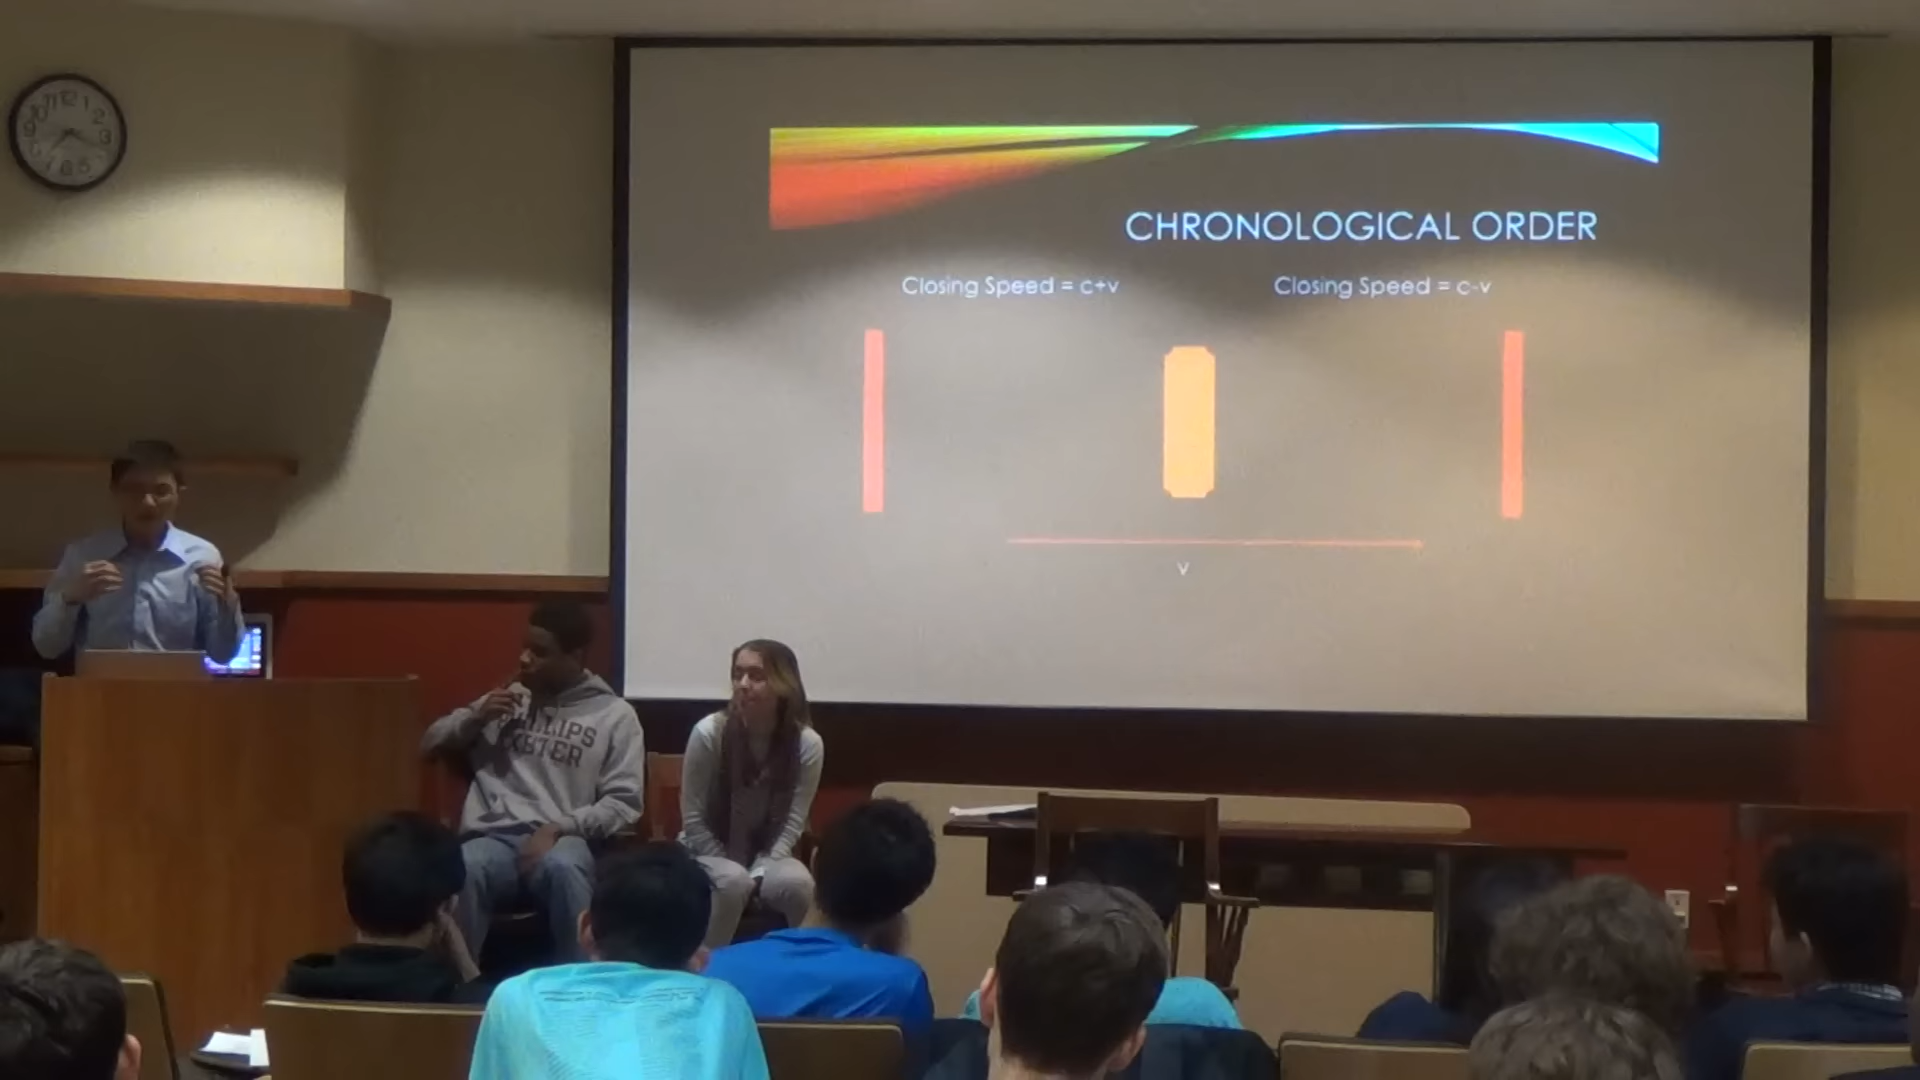 CHRONOLOGICAL ORDER
Closing Speed = c+v
Closing Speed = c-v
v
PHILLIPS
EXETER